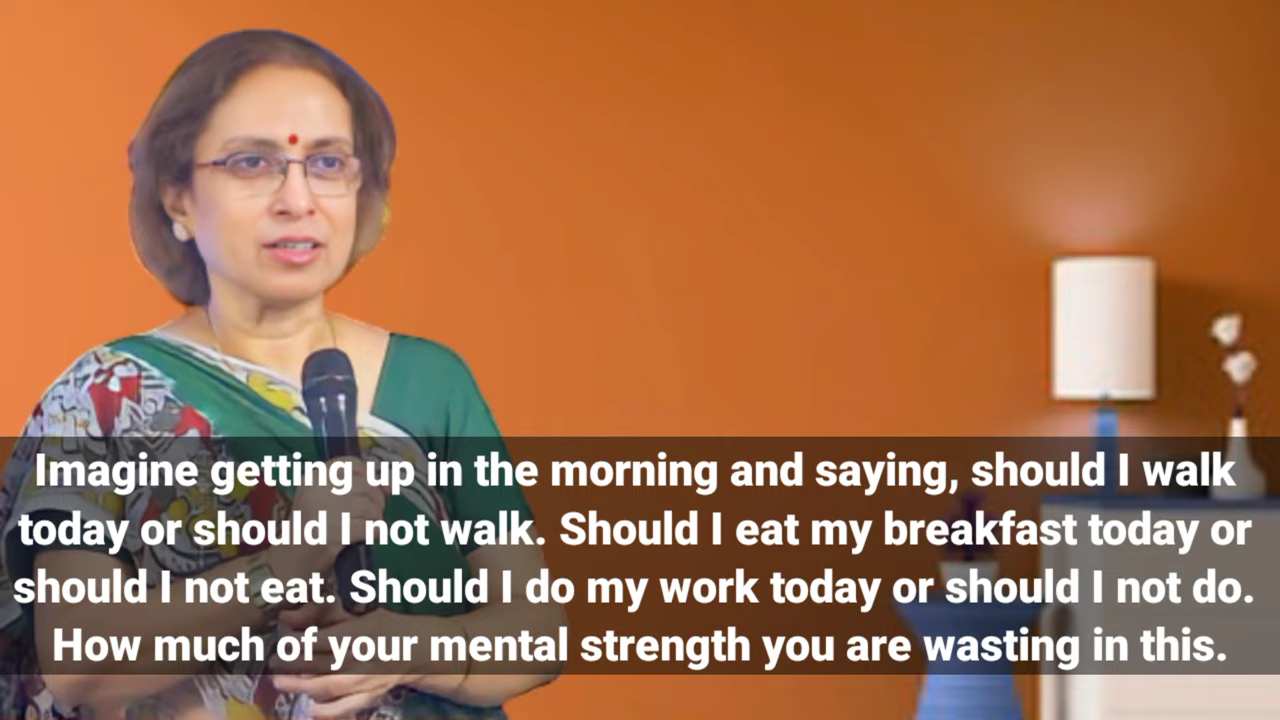 Imagine getting up in the morning and saying, should I walk
today or should I not walk. Should I eat my breakfast today or
should I not eat. Should I do my work today or should I not do.
How much of your mental strength you are wasting in this.